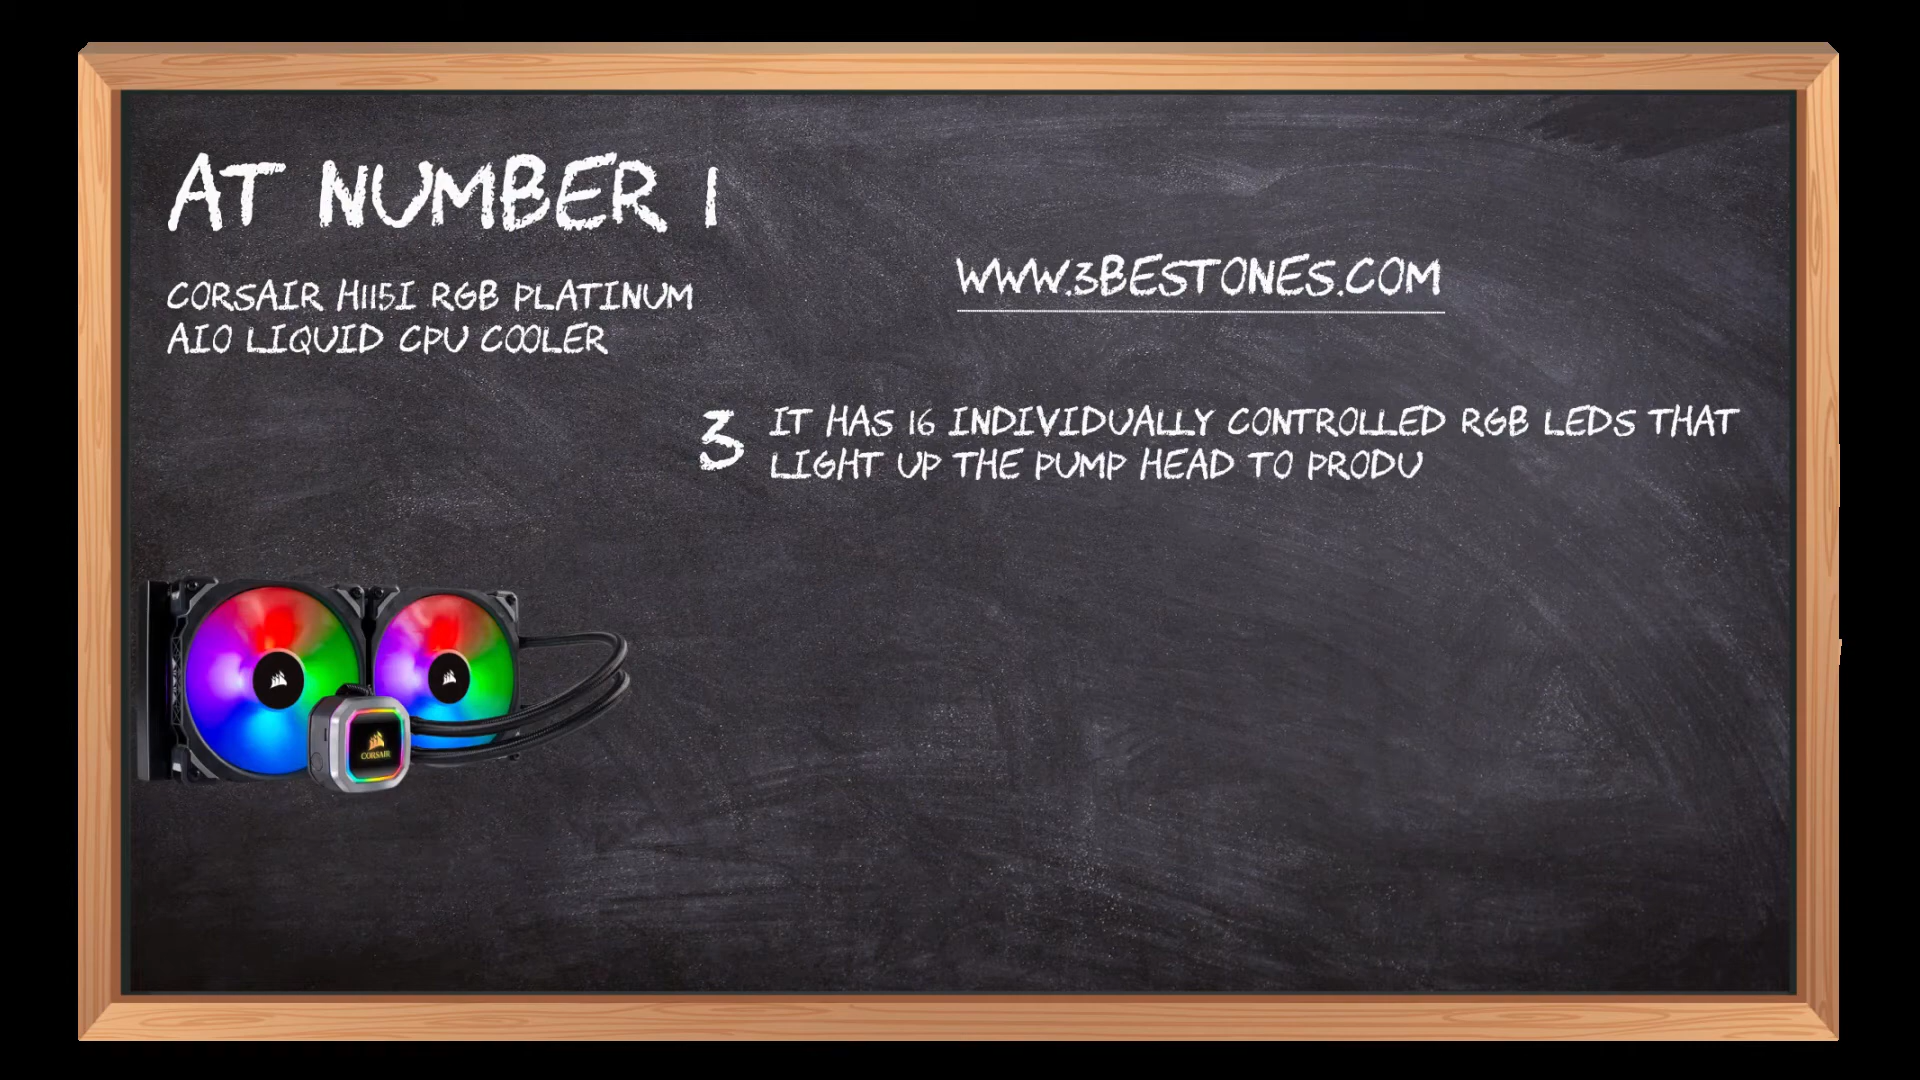 AT NUMBER 1
CORSAIR H115I RGB PLATINUM
AIO LIQUID CPU COOLER
WWW.3BESTONES.COM
3 IT HAS 16 INDIVIDUALLY CONTROLLED RGB LEDS THAT
LIGHT UP THE PUMP HEAD TO PRODU
CORSAIR